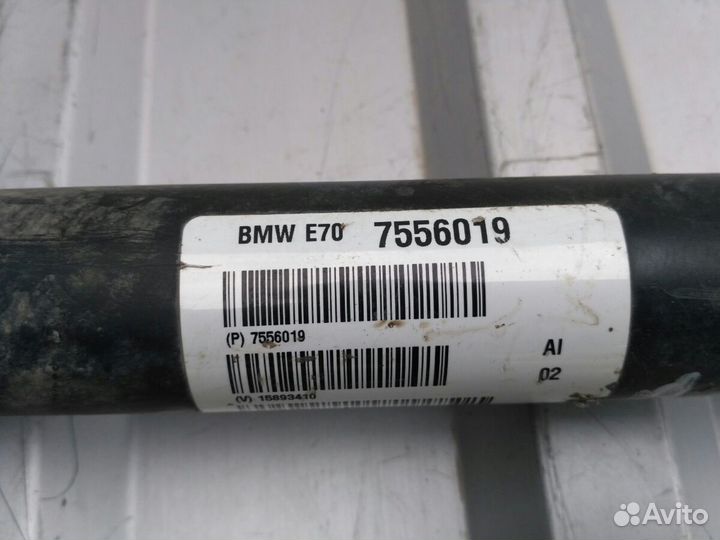 BMW E70 7556019
(P) 7556019
AI
02
(V) 15893410
Avito